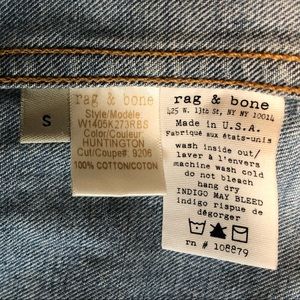 S
rag & bone
Style/Modéle:
W1405K273RBS
Color/Couleur
HUNTINGTON
Cut/Coupe#: 9206
100% COTTON/COTON
rag & bone
425 W. 13th St, NY NY 10014
Made in U.S.A.
Fabriqué aux états-unis
wash inside out/
laver à l'envers
machine wash cold
do not bleach
hang dry
INDIGO MAY BLEED
indigo risque de
dégorger
rn # 108879